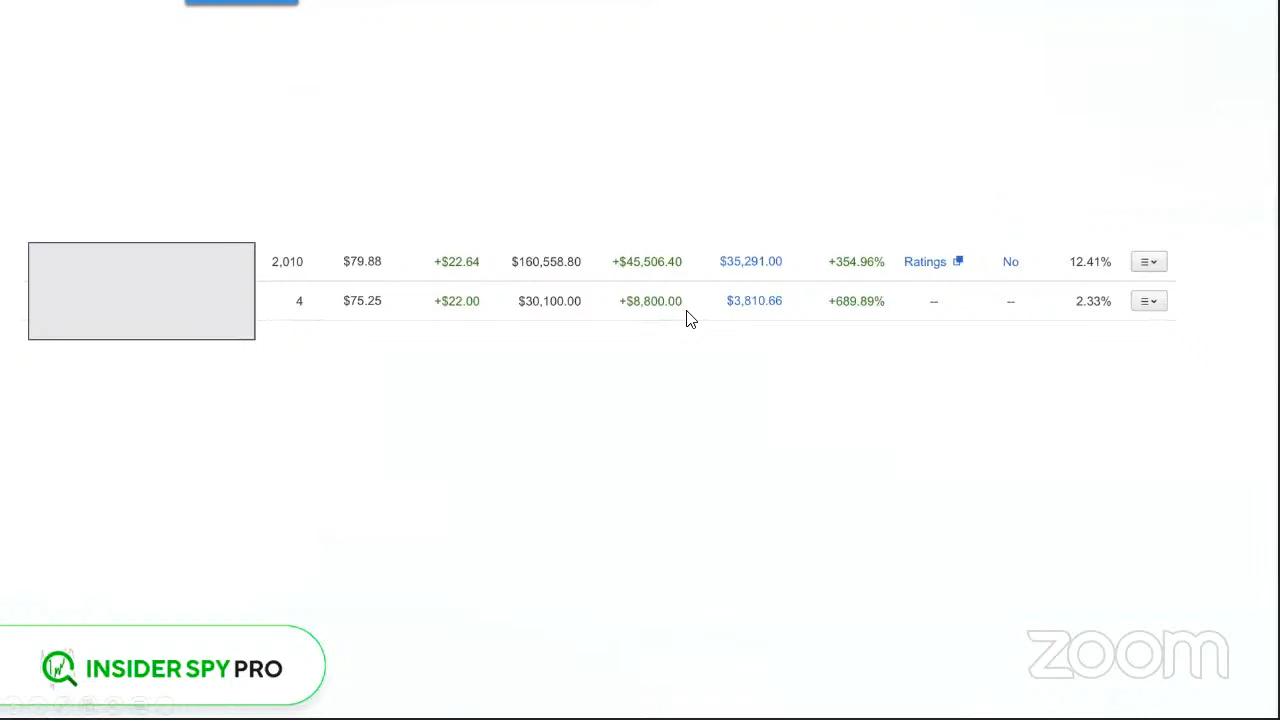 2,010 $79.88 +$22.64 $160,558.80 +$45,506.40 $35,291.00 +354.96% Ratings No 12.41%
4 $75.25 +$22.00 $30,100.00 +$8,800.00 $3,810.66 +689.89% -- -- 2.33%
INSIDER SPY PRO
zoom